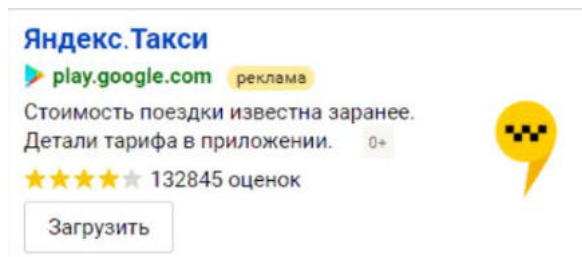 Яндекс.Такси
play.google.com реклама
Стоимость поездки известна заранее.
Детали тарифа в приложении. 0+
132845 оценок
Загрузить